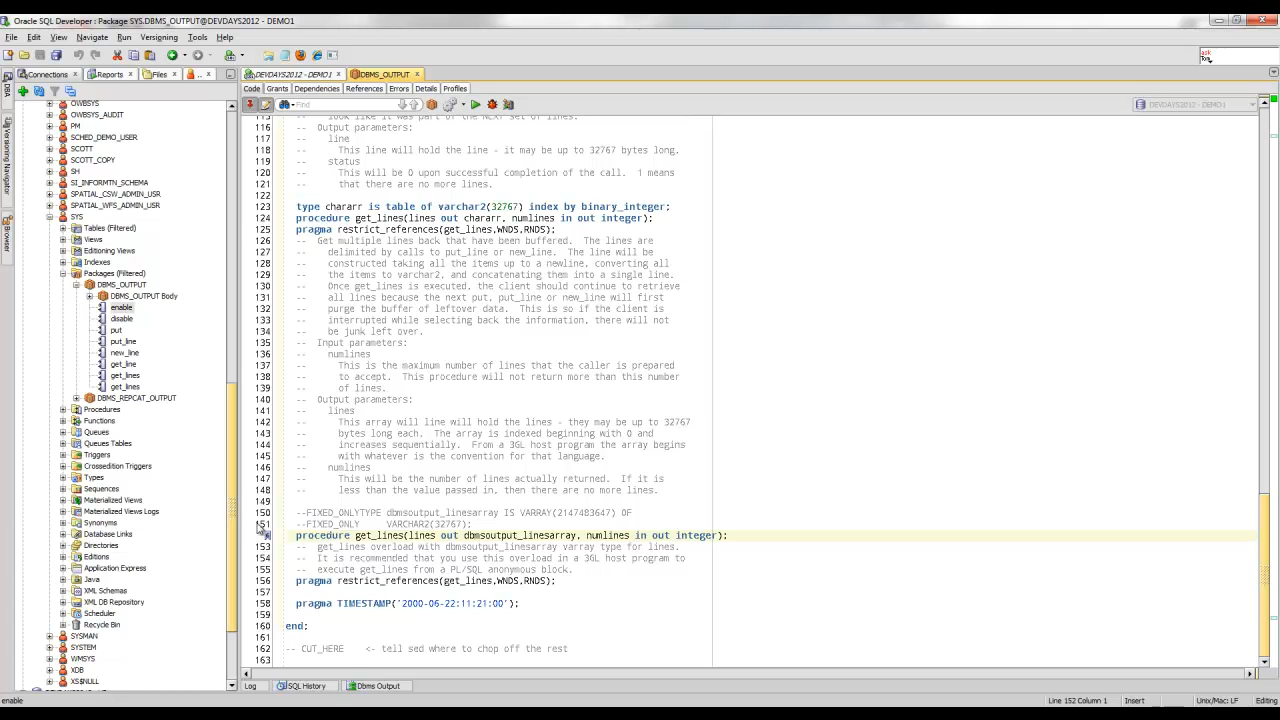 Oracle SQL Developer : Package SYS.DBMS_OUTPUT@DEVDAYS2012 - DEMO1
File Edit View Navigate Run Versioning Tools Help
ask
Tom
Connections Reports Files .. DEVDAYS2012 - DEMO1 DBMS_OUTPUT
DBA
Versioning Navigator
Browser
Code Grants Dependencies References Errors Details Profiles
Find DEVDAYS2012 - DEMO1
OWBSYS
OWBSYS_AUDIT
PM
SCHED_DEMO_USER
SCOTT
SCOTT_COPY
SH
SI_INFORMTN_SCHEMA
SPATIAL_CSW_ADMIN_USR
SPATIAL_WFS_ADMIN_USR
SYS
Tables (Filtered)
Views
Editioning Views
Indexes
Packages (Filtered)
DBMS_OUTPUT
DBMS_OUTPUT Body
enable
disable
put
put_line
new_line
get_line
get_lines
get_lines
DBMS_REPCAT_OUTPUT
Procedures
Functions
Queues
Queues Tables
Triggers
Crossedition Triggers
Types
Sequences
Materialized Views
Materialized Views Logs
Synonyms
Database Links
Directories
Editions
Application Express
Java
XML Schemas
XML DB Repository
Scheduler
Recycle Bin
SYSMAN
SYSTEM
WMSYS
XDB
XS$NULL
115 -- look like it was part of the NEXT set of lines.
116 -- Output parameters:
117 -- line
118 -- This line will hold the line - it may be up to 32767 bytes long.
119 -- status
120 -- This will be 0 upon successful completion of the call. 1 means
121 -- that there are no more lines.
122
123 type chararr is table of varchar2(32767) index by binary_integer;
124 procedure get_lines(lines out chararr, numlines in out integer);
125 pragma restrict_references(get_lines,WNDS,RNDS);
126 -- Get multiple lines back that have been buffered. The lines are
127 -- delimited by calls to put_line or new_line. The line will be
128 -- constructed taking all the items up to a newline, converting all
129 -- the items to varchar2, and concatenating them into a single line.
130 -- Once get_lines is executed, the client should continue to retrieve
131 -- all lines because the next put, put_line or new_line will first
132 -- purge the buffer of leftover data. This is so if the client is
133 -- interrupted while selecting back the information, there will not
134 -- be junk left over.
135 -- Input parameters:
136 -- numlines
137 -- This is the maximum number of lines that the caller is prepared
138 -- to accept. This procedure will not return more than this number
139 -- of lines.
140 -- Output parameters:
141 -- lines
142 -- This array will line will hold the lines - they may be up to 32767
143 -- bytes long each. The array is indexed beginning with 0 and
144 -- increases sequentially. From a 3GL host program the array begins
145 -- with whatever is the convention for that language.
146 -- numlines
147 -- This will be the number of lines actually returned. If it is
148 -- less than the value passed in, then there are no more lines.
149
150 --FIXED_ONLYTYPE dbmsoutput_linesarray IS VARRAY(2147483647) OF
151 --FIXED_ONLY VARCHAR2(32767);
procedure get_lines(lines out dbmsoutput_linesarray, numlines in out integer);
153 -- get_lines overload with dbmsoutput_linesarray varray type for lines.
154 -- It is recommended that you use this overload in a 3GL host program to
155 -- execute get_lines from a PL/SQL anonymous block.
156 pragma restrict_references(get_lines,WNDS,RNDS);
157
158 pragma TIMESTAMP('2000-06-22:11:21:00');
159
160 end;
161
162 -- CUT_HERE <- tell sed where to chop off the rest
163
Log SQL History Dbms Output
enable Line 152 Column 1 Insert Unix/Mac: LF Editing